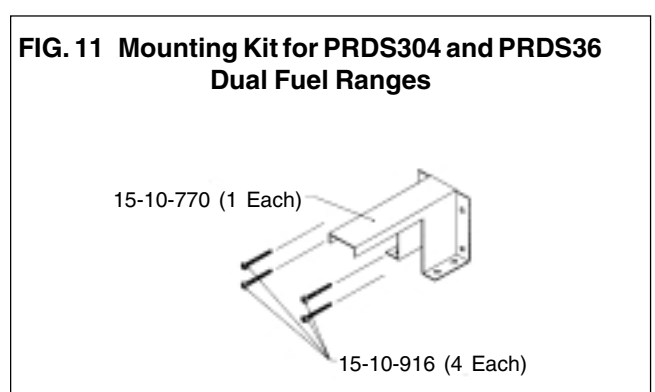 FIG. 11 Mounting Kit for PRDS304 and PRDS36
Dual Fuel Ranges
15-10-770 (1 Each)
15-10-916 (4 Each)